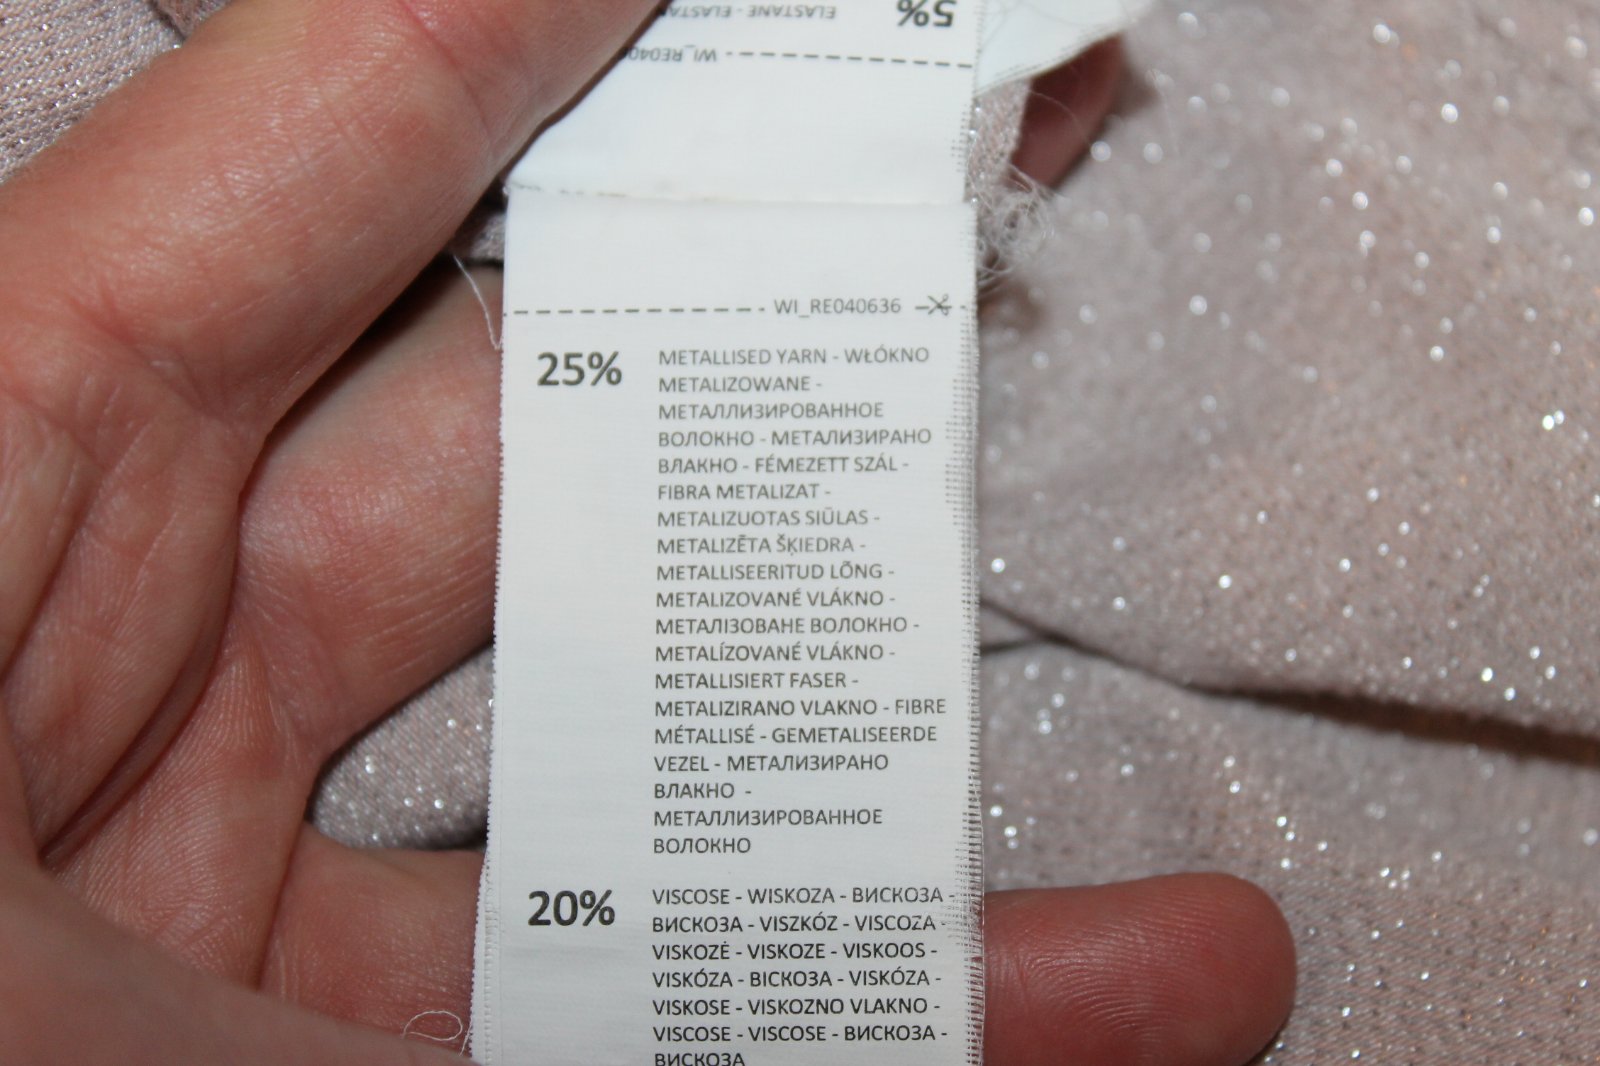 5%
ELASTANE - ELASTAN
WI_RE0406
WI_RE040636
25%
METALLISED YARN - WŁÓKNO
METALIZOWANE -
МЕТАЛЛИЗИРОВАННОЕ
ВОЛОКНО - МЕТАЛИЗИРАНО
ВЛАКНО - FÉMEZETT SZÁL -
FIBRA METALIZAT -
METALIZUOTAS SIŪLAS -
METALIZĒTA ŠĶIEDRA -
METALLISEERITUD LÕNG -
METALIZOVANÉ VLÁKNO -
МЕТАЛІЗОВАНЕ ВОЛОКНО -
METALÍZOVANÉ VLÁKNO -
METALLISIERT FASER -
METALIZIRANO VLAKNO - FIBRE
MÉTALLISÉ - GEMETALISEERDE
VEZEL - МЕТАЛИЗИРАНО
ВЛАКНО -
МЕТАЛЛИЗИРОВАННОЕ
ВОЛОКНО
20%
VISCOSE - WISKOZA - ВИСКОЗА -
ВИСКОЗА - VISZKÓZ - VISCOZA -
VISKOZĖ - VISKOZE - VISKOOS -
VISKÓZA - ВІСКОЗА - VISKÓZA -
VISKOSE - VISKOZNO VLAKNO -
VISCOSE - VISCOSE - ВИСКОЗА -
ВИСКОЗА